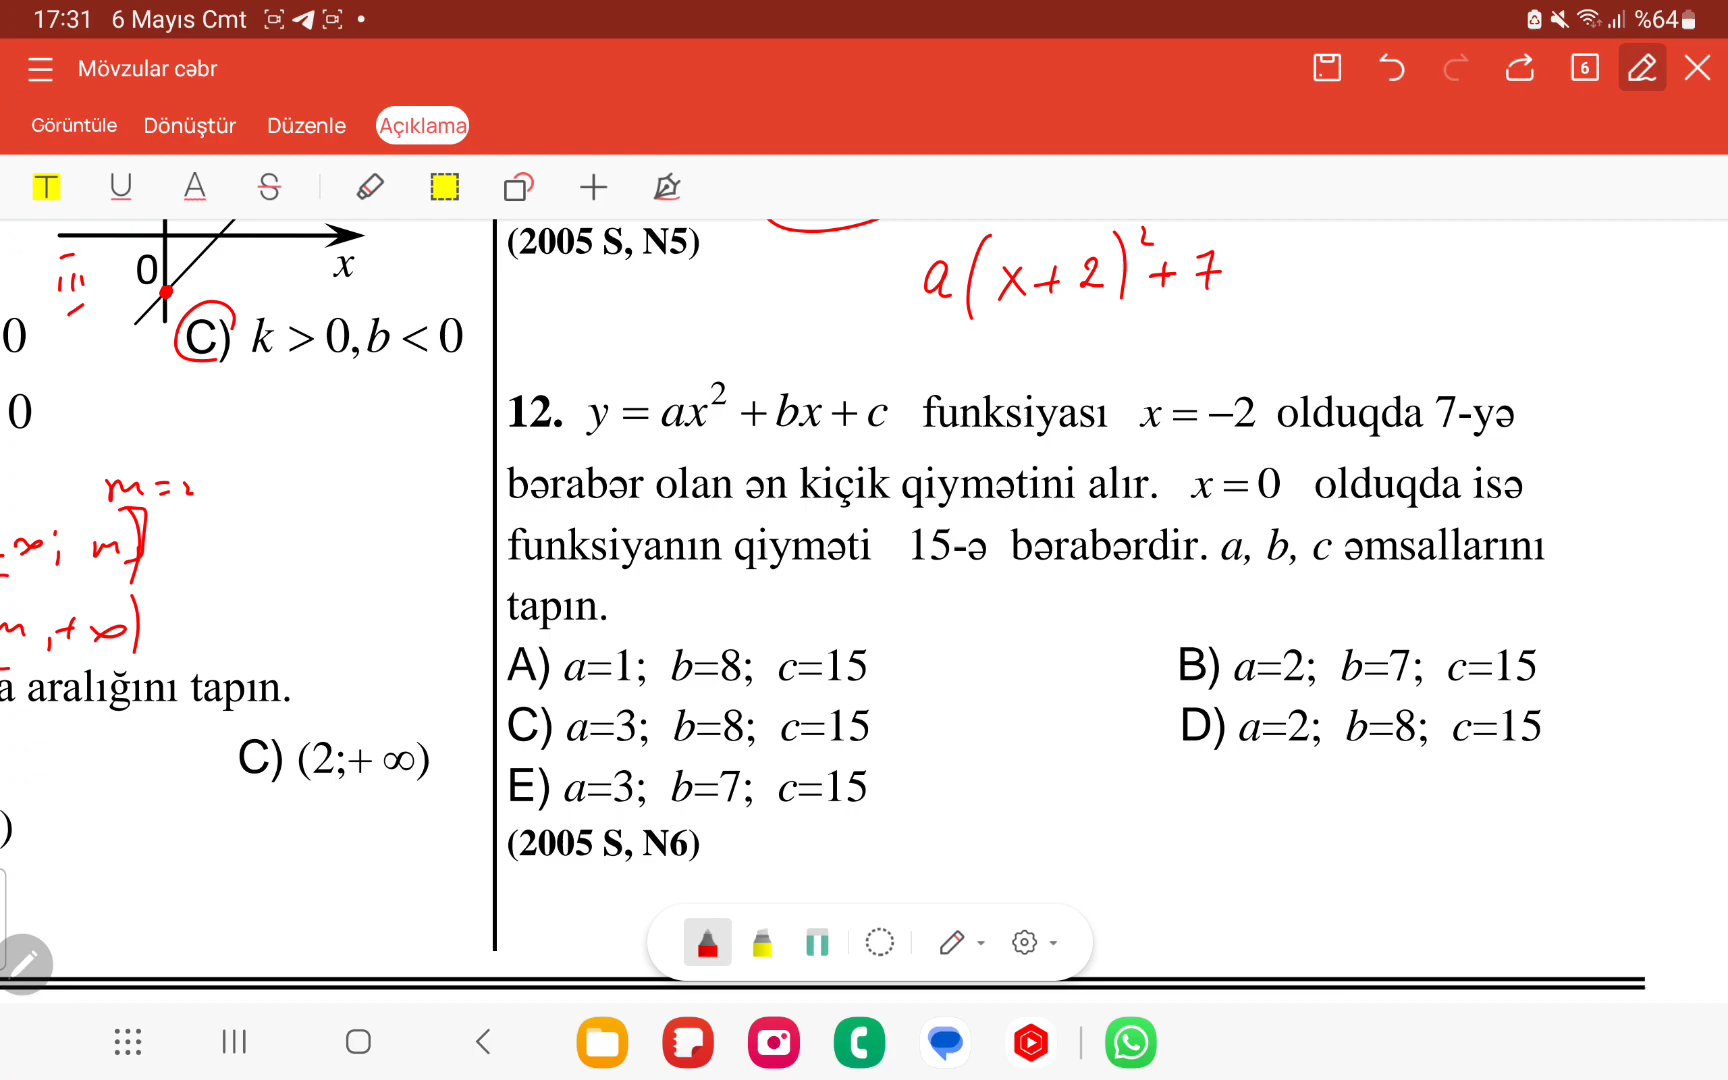 17:31 6 Mayıs Cmt %64
Mövzular cəbr
6
Görüntüle Dönüştür Düzenle Açıklama
T U A S
0 x
C) k > 0, b < 0
0
0
m = 2
∞; m]
m, +∞)
a aralığını tapın.
C) (2;+ ∞)
)
(2005 S, N5)
a(x+2)² + 7
12. y = ax² + bx + c funksiyası x = −2 olduqda 7-yə
bərabər olan ən kiçik qiymətini alır. x = 0 olduqda isə
funksiyanın qiyməti 15-ə bərabərdir. a, b, c əmsallarını
tapın.
A) a=1; b=8; c=15 B) a=2; b=7; c=15
C) a=3; b=8; c=15 D) a=2; b=8; c=15
E) a=3; b=7; c=15
(2005 S, N6)